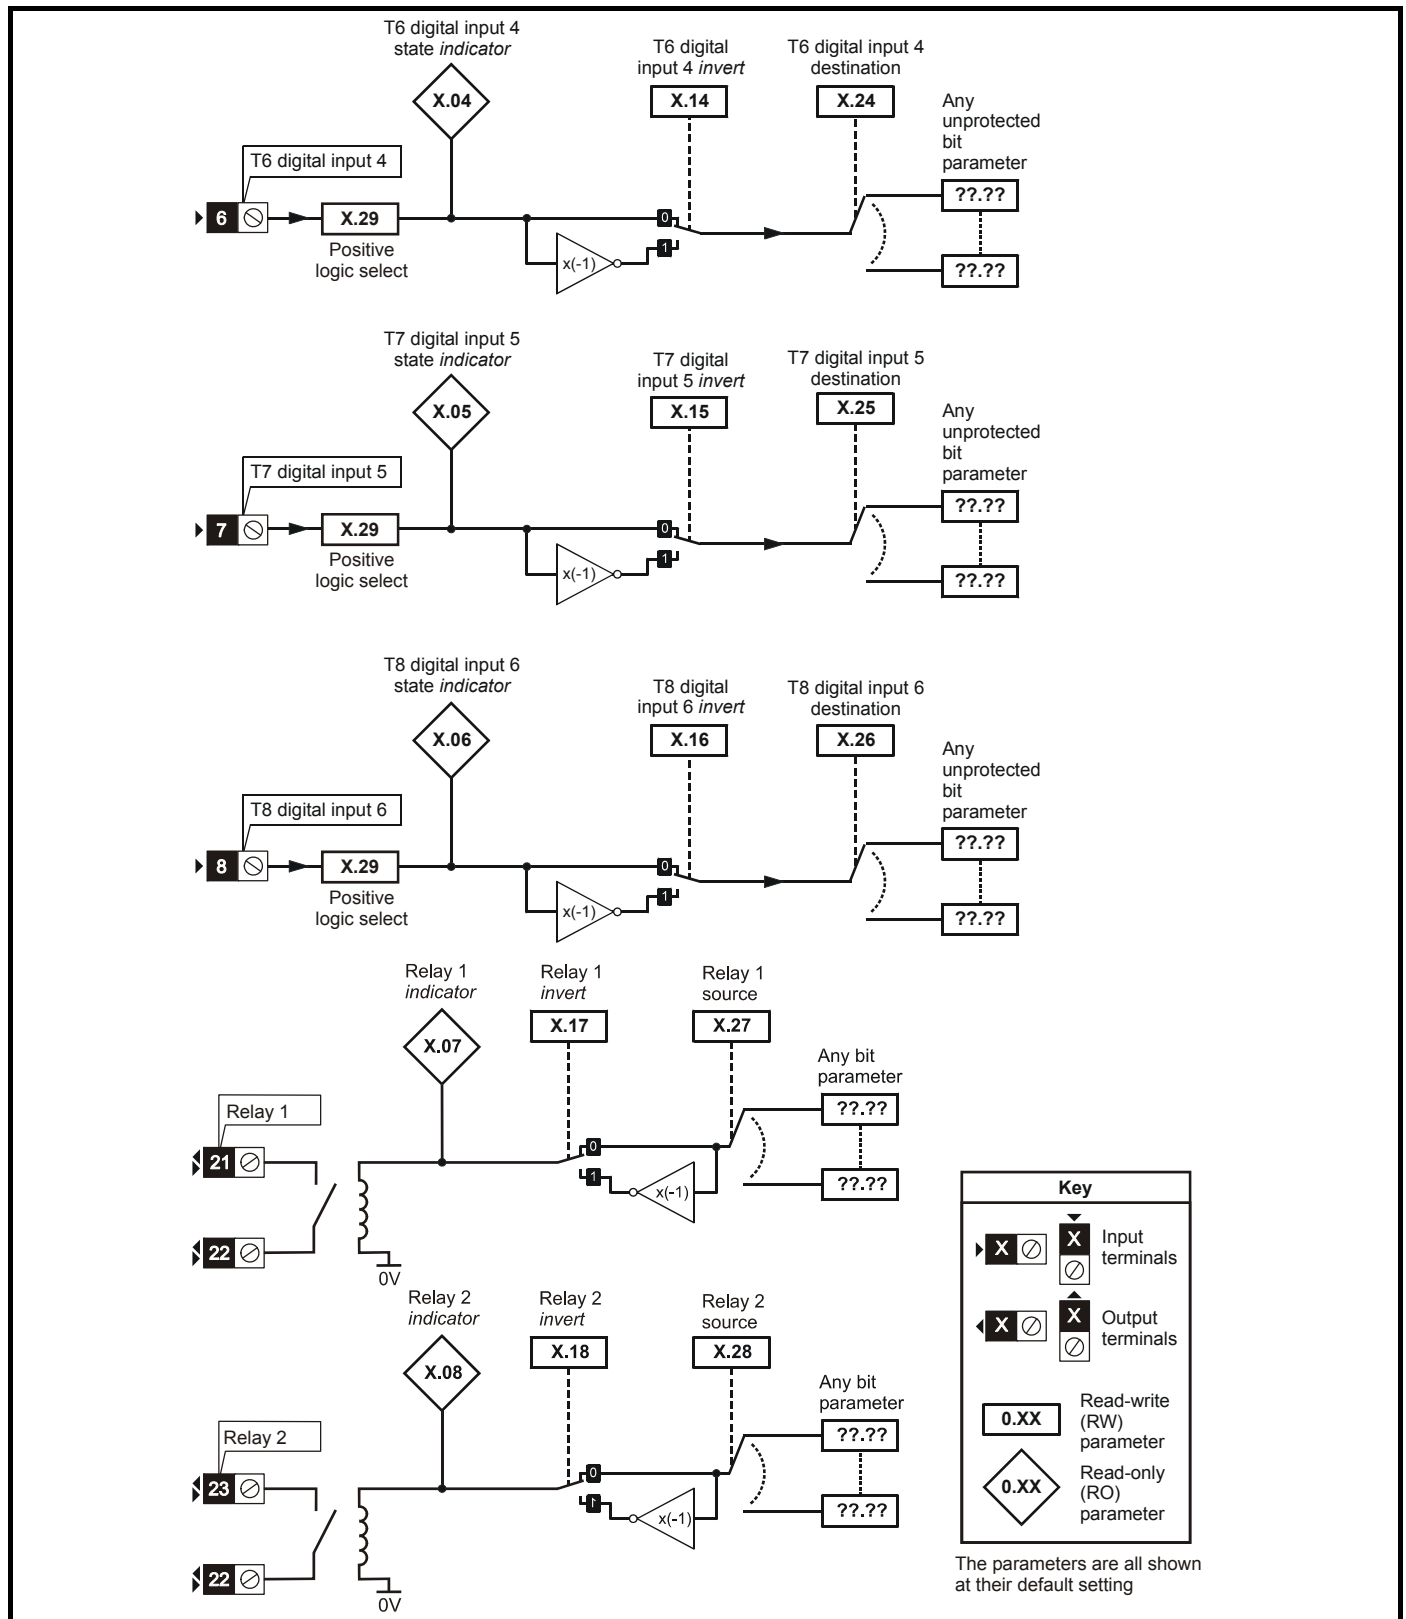 T6 digital input 4
state indicator
X.04
T6 digital
input 4 invert
X.14
T6 digital input 4
destination
X.24
Any
unprotected
bit
parameter
T6 digital input 4
6
X.29
Positive
logic select
x(-1)
0
1
??.??
??.??
T7 digital input 5
state indicator
X.05
T7 digital
input 5 invert
X.15
T7 digital input 5
destination
X.25
Any
unprotected
bit
parameter
T7 digital input 5
7
X.29
Positive
logic select
x(-1)
0
1
??.??
??.??
T8 digital input 6
state indicator
X.06
T8 digital
input 6 invert
X.16
T8 digital input 6
destination
X.26
Any
unprotected
bit
parameter
T8 digital input 6
8
X.29
Positive
logic select
x(-1)
0
1
??.??
??.??
Relay 1
indicator
X.07
Relay 1
invert
X.17
Relay 1
source
X.27
Any bit
parameter
??.??
??.??
Relay 1
21
22
0V
0
1
x(-1)
Relay 2
indicator
X.08
Relay 2
invert
X.18
Relay 2
source
X.28
Any bit
parameter
??.??
??.??
Relay 2
23
22
0V
0
1
x(-1)
Key
X
X
Input
terminals
X
X
Output
terminals
0.XX
Read-write
(RW)
parameter
0.XX
Read-only
(RO)
parameter
The parameters are all shown
at their default setting